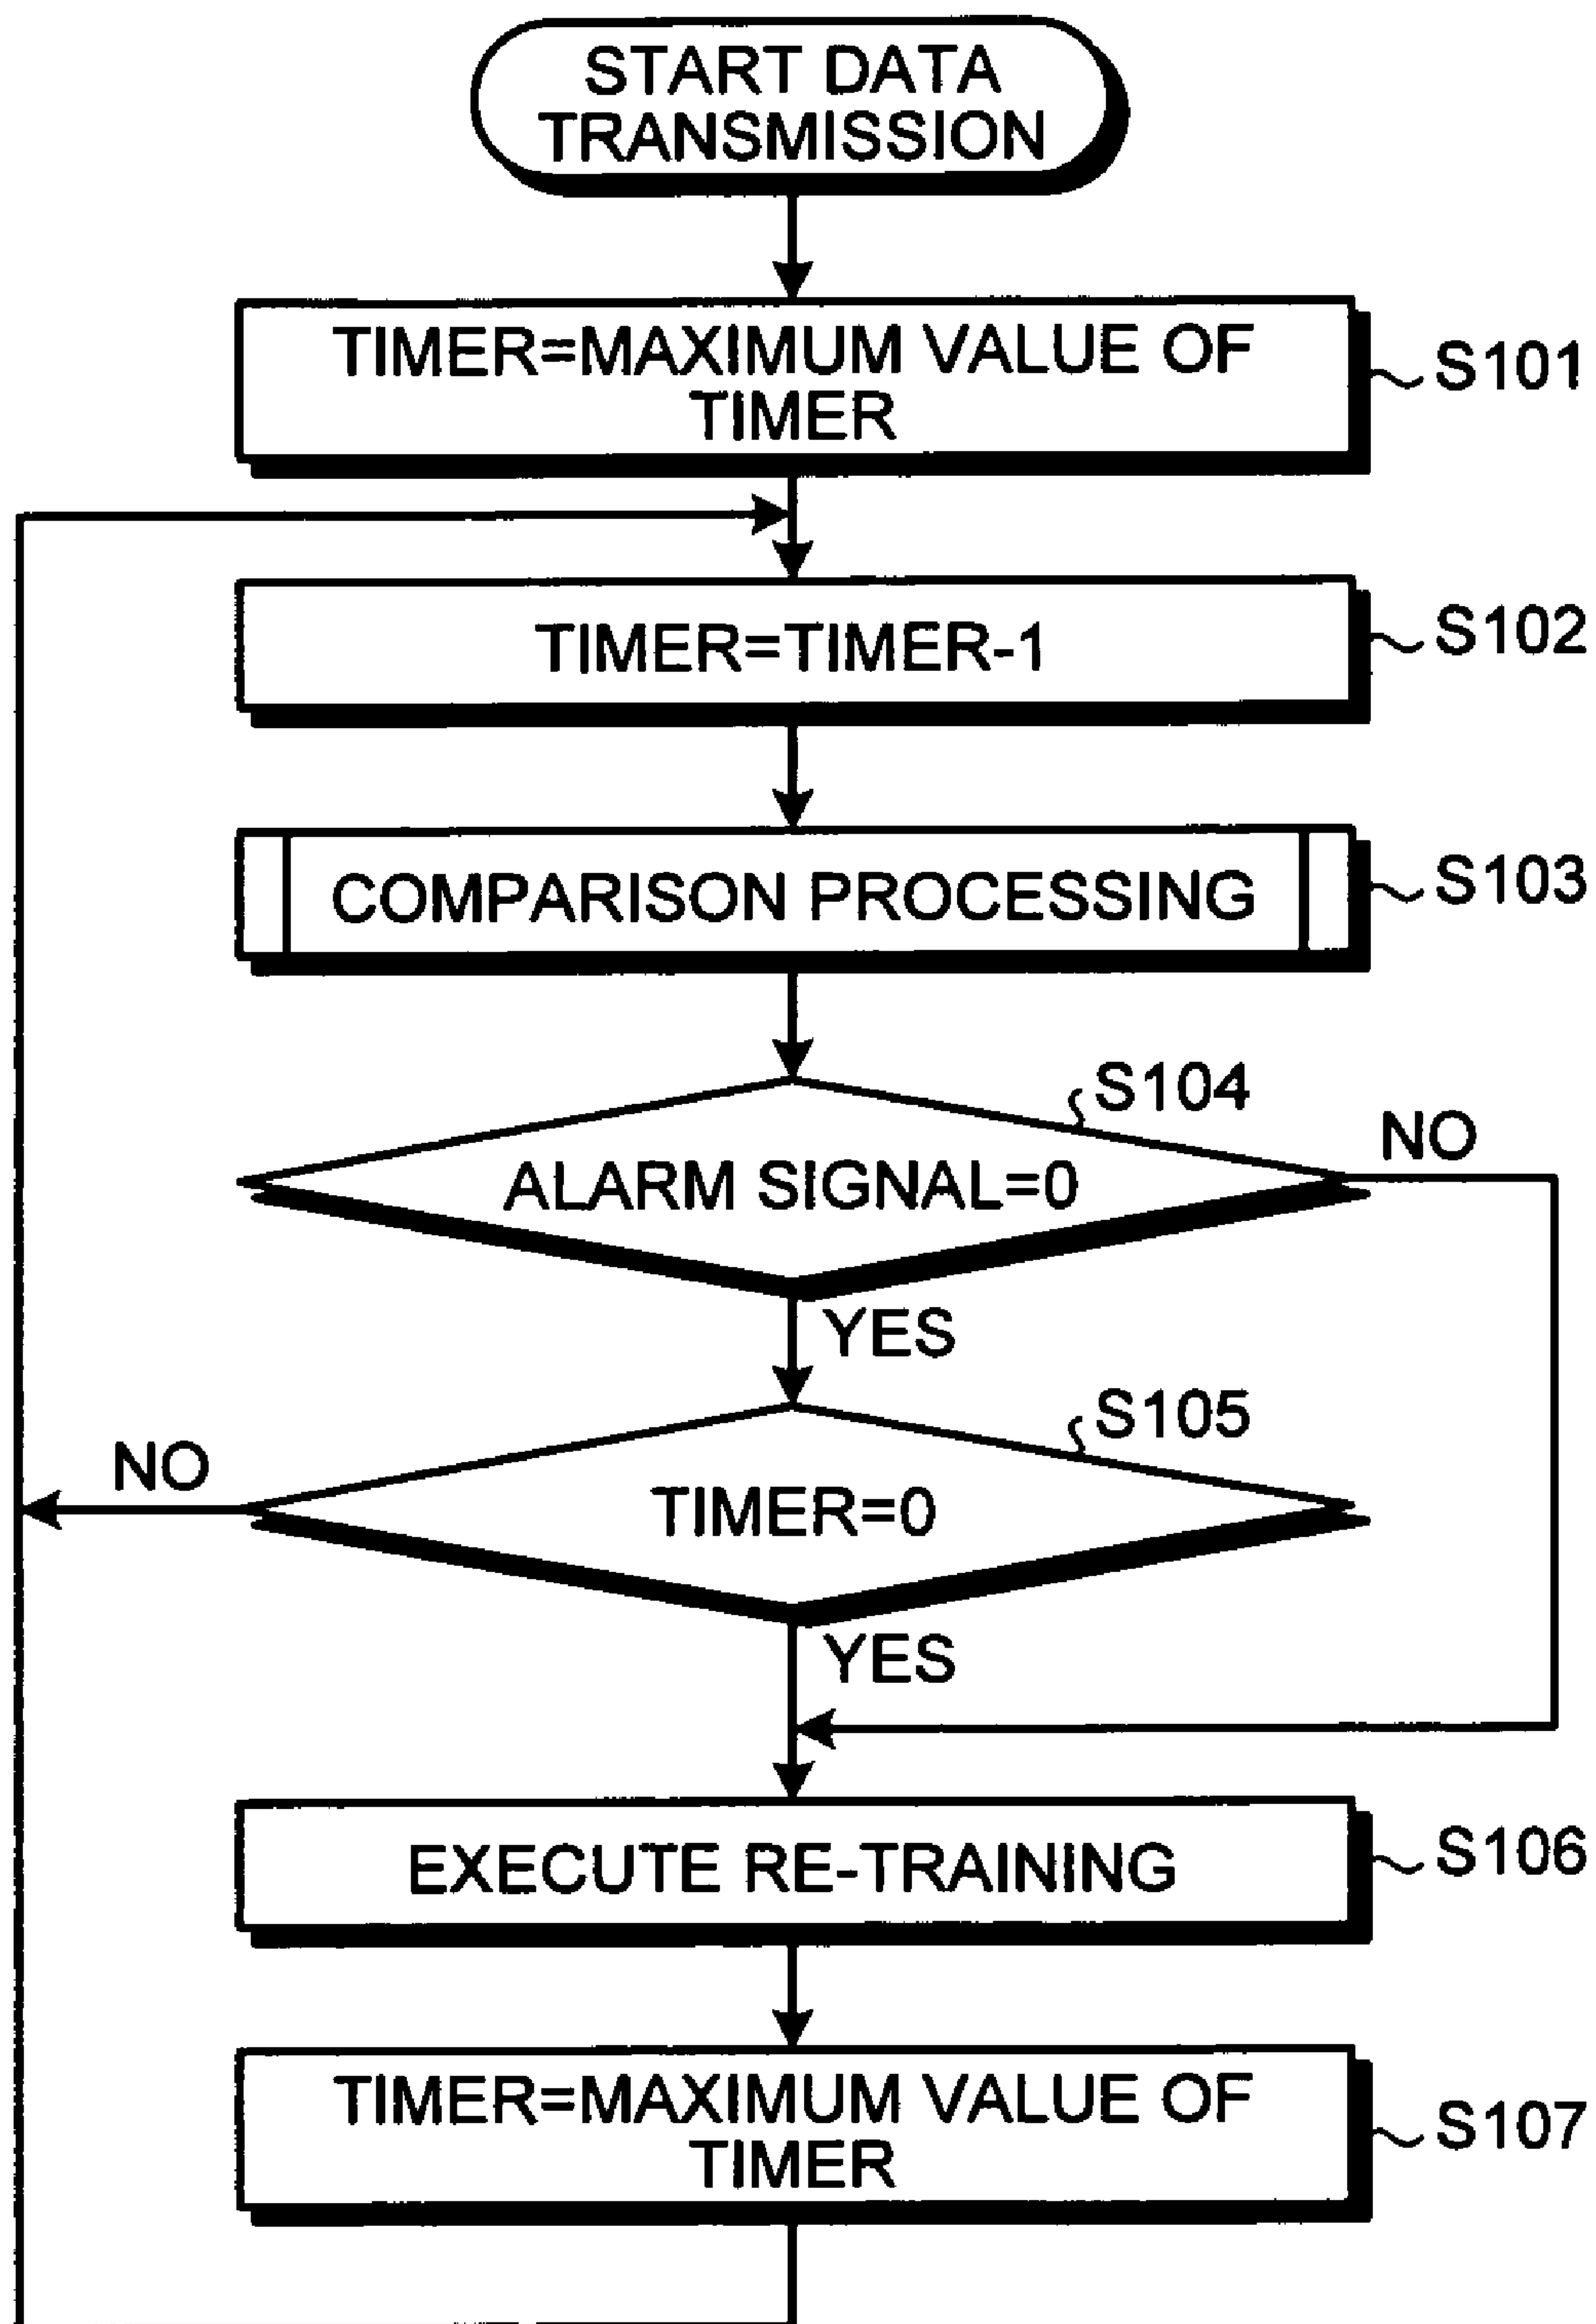 START DATA
TRANSMISSION
TIMER=MAXIMUM VALUE OF
TIMER
S101
TIMER=TIMER-1
S102
COMPARISON PROCESSING
S103
S104
NO
ALARM SIGNAL=0
YES
S105
NO
TIMER=0
YES
EXECUTE RE-TRAINING
S106
TIMER=MAXIMUM VALUE OF
TIMER
S107